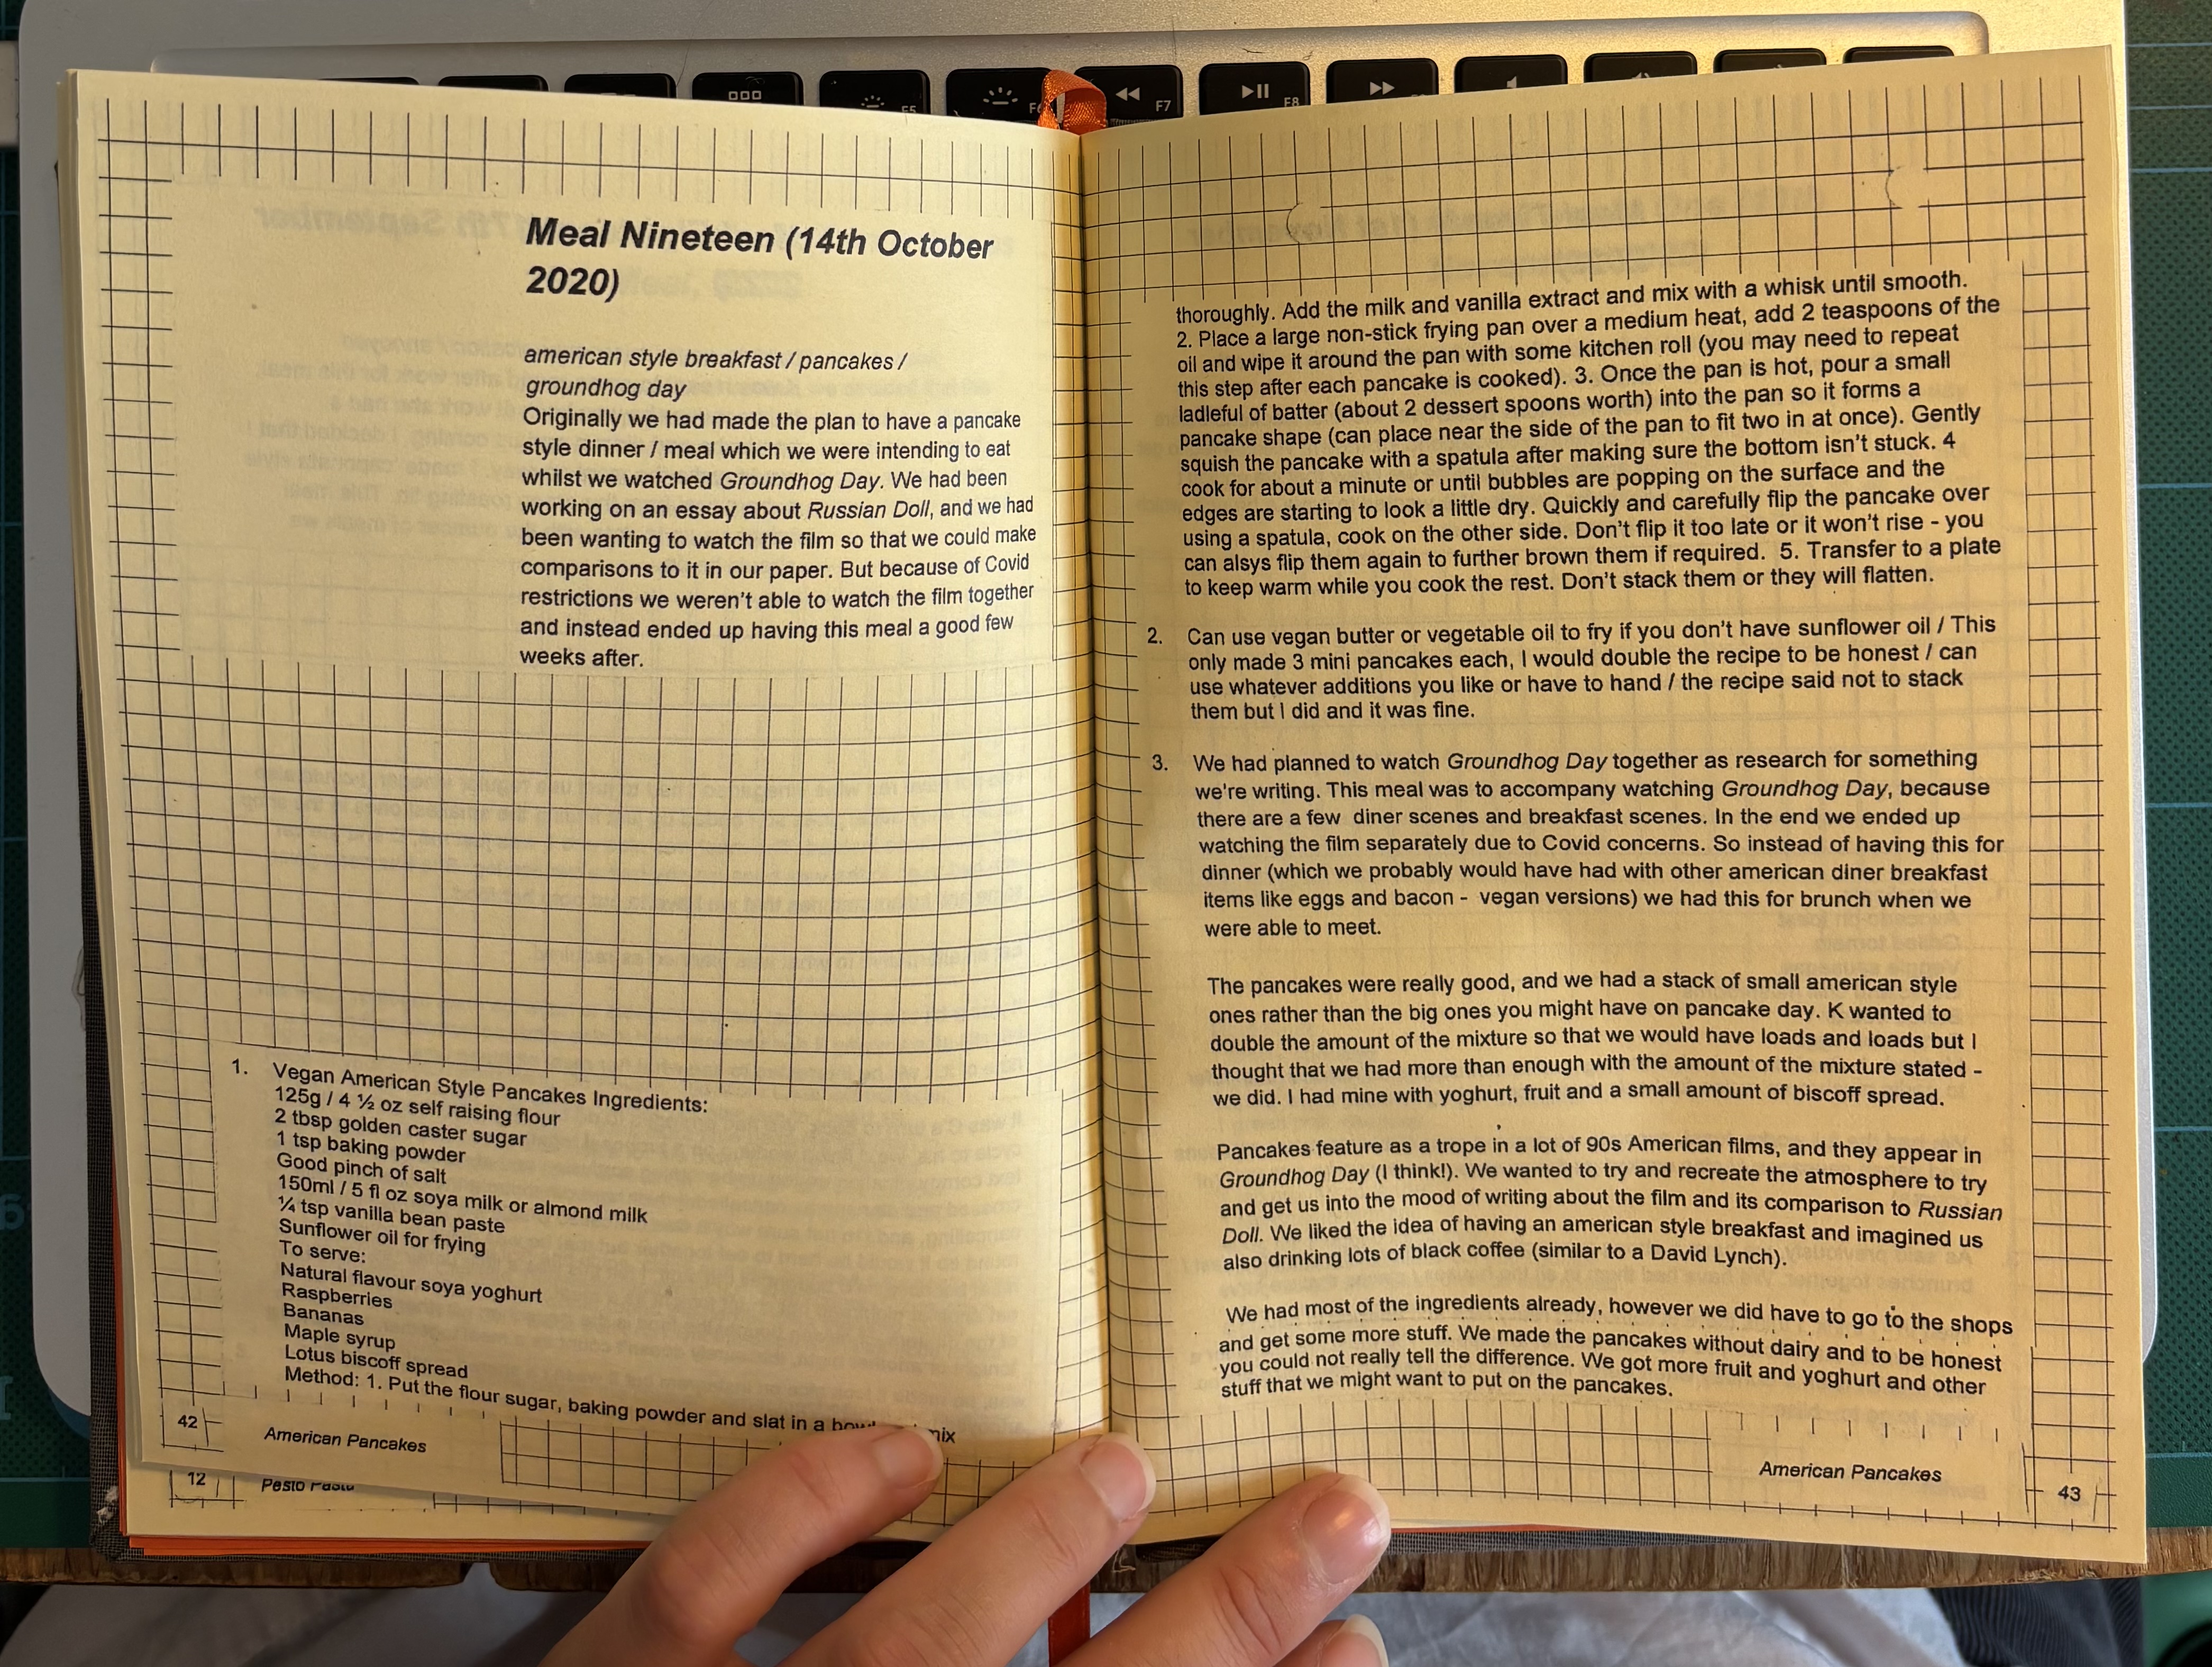 F5
F6
F7
F8
Meal Nineteen (14th October
2020)
american style breakfast / pancakes /
groundhog day
Originally we had made the plan to have a pancake
style dinner / meal which we were intending to eat
whilst we watched Groundhog Day. We had been
working on an essay about Russian Doll, and we had
been wanting to watch the film so that we could make
comparisons to it in our paper. But because of Covid
restrictions we weren't able to watch the film together
and instead ended up having this meal a good few
weeks after.
1. Vegan American Style Pancakes Ingredients:
125g / 4 ½ oz self raising flour
2 tbsp golden caster sugar
1 tsp baking powder
Good pinch of salt
150ml / 5 fl oz soya milk or almond milk
¼ tsp vanilla bean paste
Sunflower oil for frying
To serve:
Natural flavour soya yoghurt
Raspberries
Bananas
Maple syrup
Lotus biscoff spread
Method: 1. Put the flour sugar, baking powder and slat in a mix
42 American Pancakes
12 Pesto Pasta
thoroughly. Add the milk and vanilla extract and mix with a whisk until smooth.
2. Place a large non-stick frying pan over a medium heat, add 2 teaspoons of the
oil and wipe it around the pan with some kitchen roll (you may need to repeat
this step after each pancake is cooked). 3. Once the pan is hot, pour a small
ladleful of batter (about 2 dessert spoons worth) into the pan so it forms a
pancake shape (can place near the side of the pan to fit two in at once). Gently
squish the pancake with a spatula after making sure the bottom isn't stuck. 4
cook for about a minute or until bubbles are popping on the surface and the
edges are starting to look a little dry. Quickly and carefully flip the pancake over
using a spatula, cook on the other side. Don't flip it too late or it won't rise - you
can alsys flip them again to further brown them if required. 5. Transfer to a plate
to keep warm while you cook the rest. Don't stack them or they will flatten.
2. Can use vegan butter or vegetable oil to fry if you don't have sunflower oil / This
only made 3 mini pancakes each, I would double the recipe to be honest / can
use whatever additions you like or have to hand / the recipe said not to stack
them but I did and it was fine.
3. We had planned to watch Groundhog Day together as research for something
we're writing. This meal was to accompany watching Groundhog Day, because
there are a few diner scenes and breakfast scenes. In the end we ended up
watching the film separately due to Covid concerns. So instead of having this for
dinner (which we probably would have had with other american diner breakfast
items like eggs and bacon - vegan versions) we had this for brunch when we
were able to meet.
The pancakes were really good, and we had a stack of small american style
ones rather than the big ones you might have on pancake day. K wanted to
double the amount of the mixture so that we would have loads and loads but I
thought that we had more than enough with the amount of the mixture stated -
we did. I had mine with yoghurt, fruit and a small amount of biscoff spread.
Pancakes feature as a trope in a lot of 90s American films, and they appear in
Groundhog Day (I think!). We wanted to try and recreate the atmosphere to try
and get us into the mood of writing about the film and its comparison to Russian
Doll. We liked the idea of having an american style breakfast and imagined us
also drinking lots of black coffee (similar to a David Lynch).
We had most of the ingredients already, however we did have to go to the shops
and get some more stuff. We made the pancakes without dairy and to be honest
you could not really tell the difference. We got more fruit and yoghurt and other
stuff that we might want to put on the pancakes.
American Pancakes 43